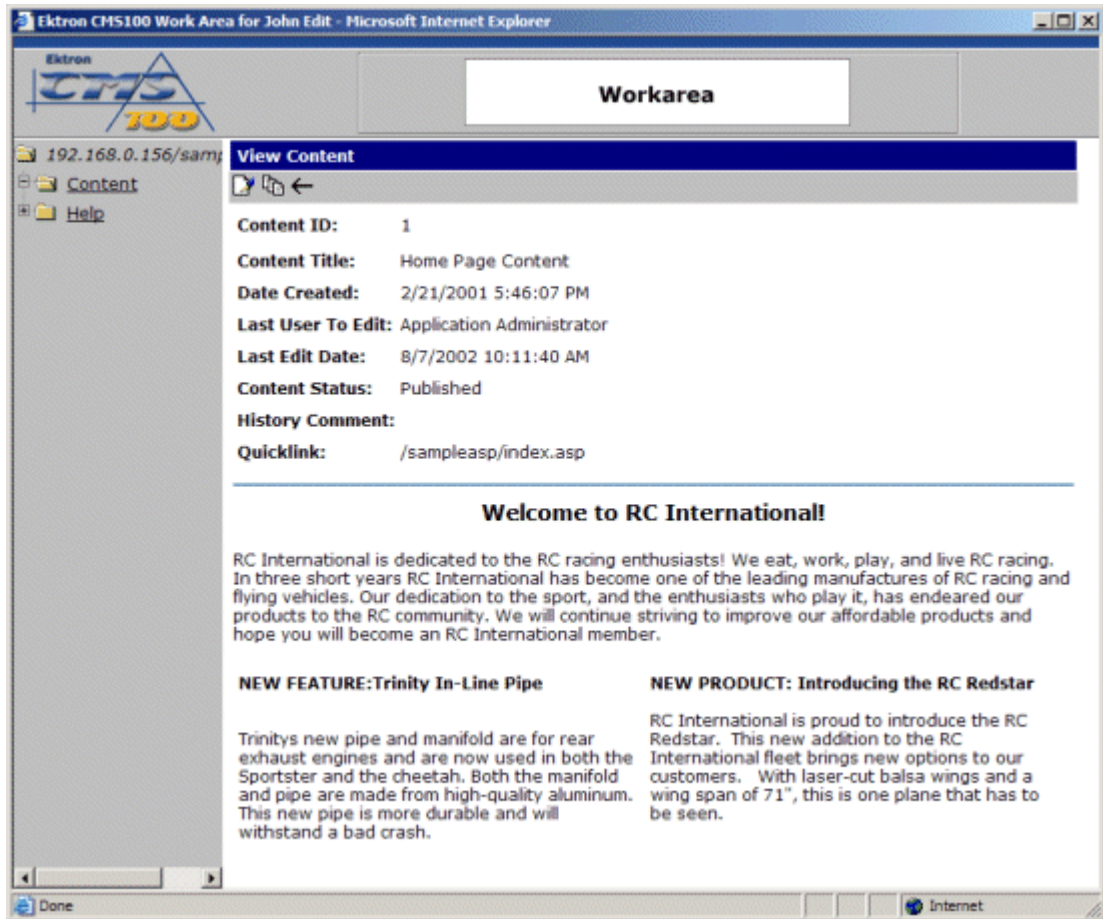 Ektron CMS100 Work Area for John Edit - Microsoft Internet Explorer
Ektron
CMS
100
Workarea
192.168.0.156/samp
Content
Help
View Content
Content ID: 1
Content Title: Home Page Content
Date Created: 2/21/2001 5:46:07 PM
Last User To Edit: Application Administrator
Last Edit Date: 8/7/2002 10:11:40 AM
Content Status: Published
History Comment:
Quicklink: /sampleasp/index.asp
Welcome to RC International!
RC International is dedicated to the RC racing enthusiasts! We eat, work, play, and live RC racing.
In three short years RC International has become one of the leading manufactures of RC racing and
flying vehicles. Our dedication to the sport, and the enthusiasts who play it, has endeared our
products to the RC community. We will continue striving to improve our affordable products and
hope you will become an RC International member.
NEW FEATURE:Trinity In-Line Pipe
Trinitys new pipe and manifold are for rear
exhaust engines and are now used in both the
Sportster and the cheetah. Both the manifold
and pipe are made from high-quality aluminum.
This new pipe is more durable and will
withstand a bad crash.
NEW PRODUCT: Introducing the RC Redstar
RC International is proud to introduce the RC
Redstar. This new addition to the RC
International fleet brings new options to our
customers. With laser-cut balsa wings and a
wing span of 71", this is one plane that has to
be seen.
Done
Internet